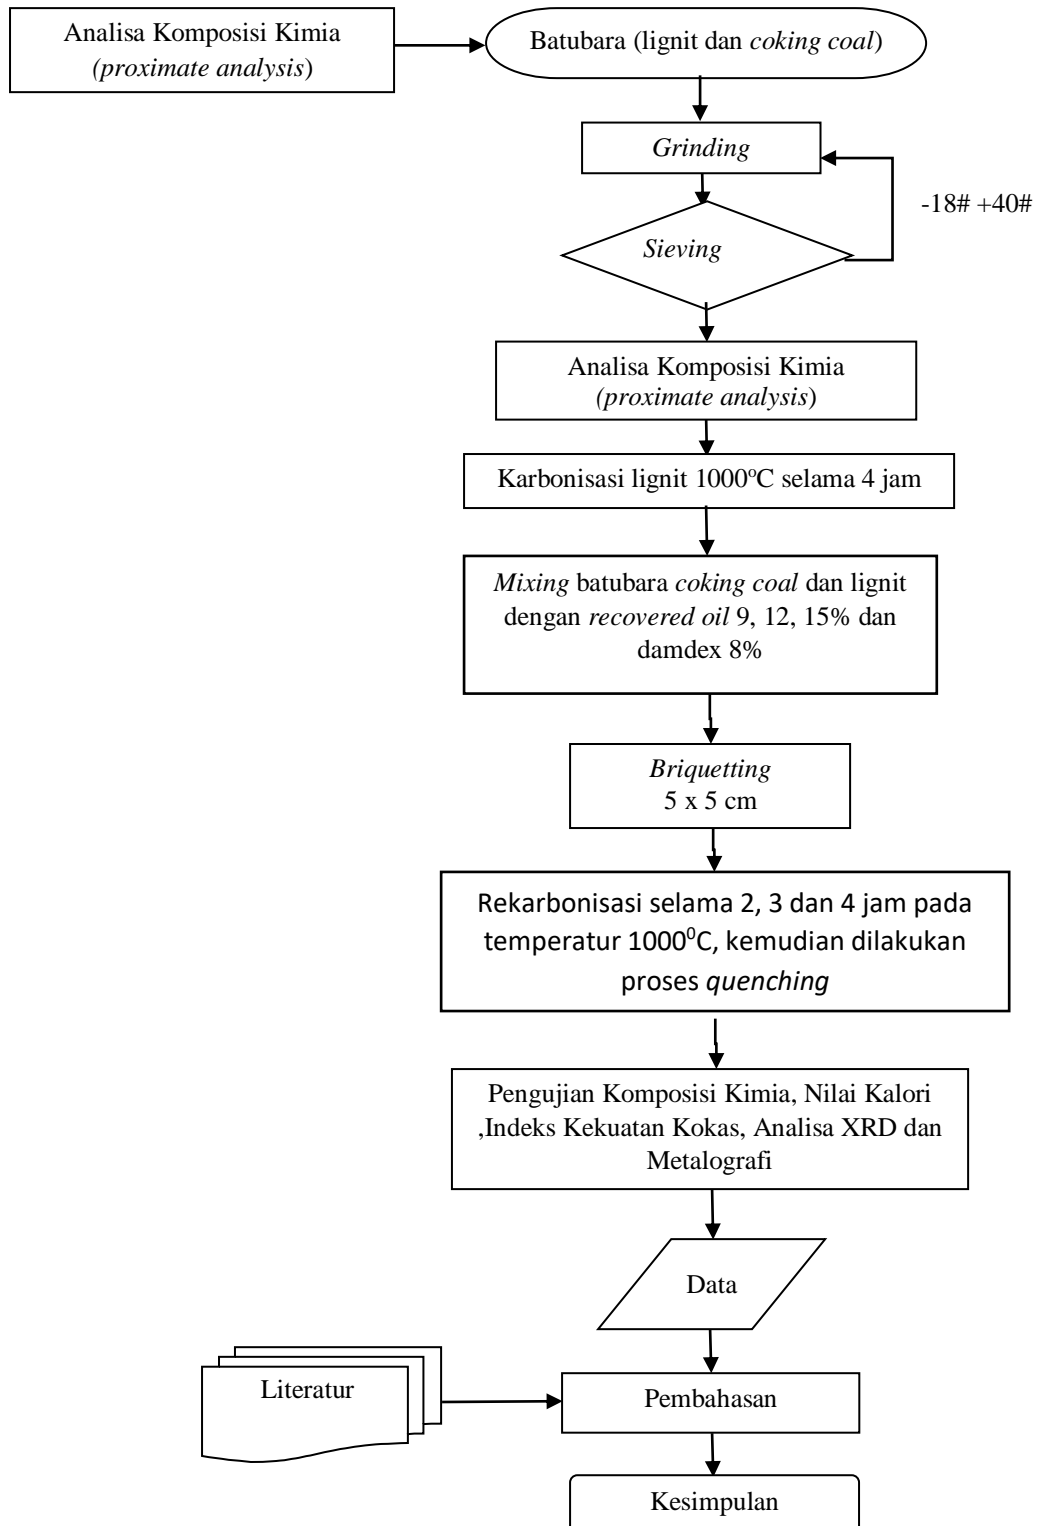 Analisa Komposisi Kimia
(proximate analysis)
Batubara (lignit dan coking coal)
Grinding
-18# +40#
Sieving
Analisa Komposisi Kimia
(proximate analysis)
Karbonisasi lignit 1000°C selama 4 jam
Mixing batubara coking coal dan lignit
dengan recovered oil 9, 12, 15% dan
damdex 8%
Briquetting
5 x 5 cm
Rekarbonisasi selama 2, 3 dan 4 jam pada
temperatur 1000⁰C, kemudian dilakukan
proses quenching
Pengujian Komposisi Kimia, Nilai Kalori
,Indeks Kekuatan Kokas, Analisa XRD dan
Metalografi
Data
Literatur
Pembahasan
Kesimpulan